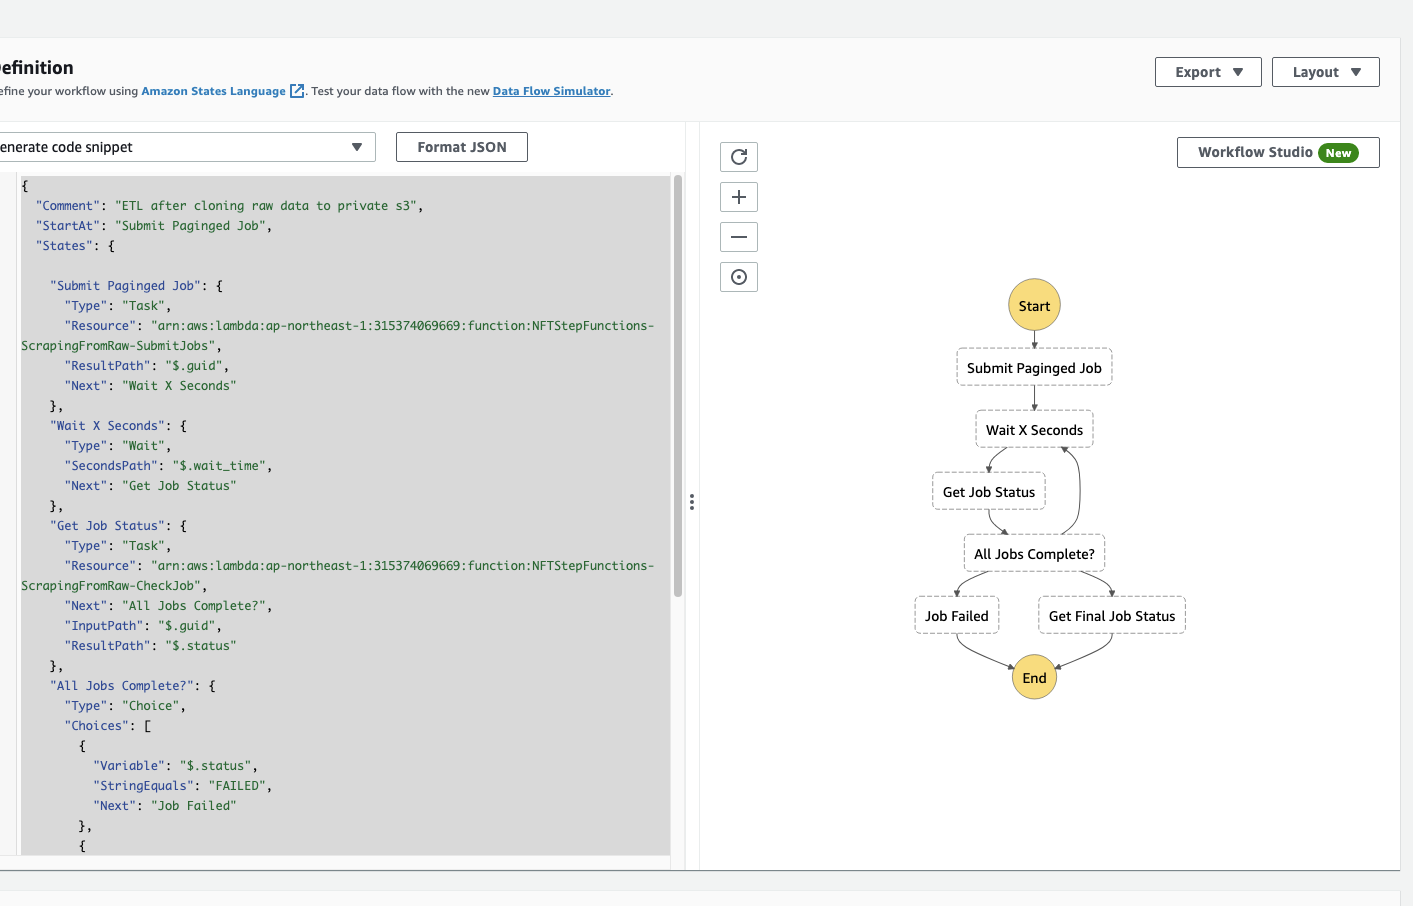 efinition
Export ▼
Layout ▼
efine your workflow using Amazon States Language. Test your data flow with the new Data Flow Simulator.
enerate code snippet
Format JSON
{
  "Comment": "ETL after cloning raw data to private s3",
  "StartAt": "Submit Paginged Job",
  "States": {
    "Submit Paginged Job": {
      "Type": "Task",
      "Resource": "arn:aws:lambda:ap-northeast-1:315374069669:function:NFTStepFunctions-
ScrapingFromRaw-SubmitJobs",
      "ResultPath": "$.guid",
      "Next": "Wait X Seconds"
    },
    "Wait X Seconds": {
      "Type": "Wait",
      "SecondsPath": "$.wait_time",
      "Next": "Get Job Status"
    },
    "Get Job Status": {
      "Type": "Task",
      "Resource": "arn:aws:lambda:ap-northeast-1:315374069669:function:NFTStepFunctions-
ScrapingFromRaw-CheckJob",
      "Next": "All Jobs Complete?",
      "InputPath": "$.guid",
      "ResultPath": "$.status"
    },
    "All Jobs Complete?": {
      "Type": "Choice",
      "Choices": [
        {
          "Variable": "$.status",
          "StringEquals": "FAILED",
          "Next": "Job Failed"
        },
        {
Workflow Studio New
Start
Submit Paginged Job
Wait X Seconds
Get Job Status
All Jobs Complete?
Job Failed
Get Final Job Status
End